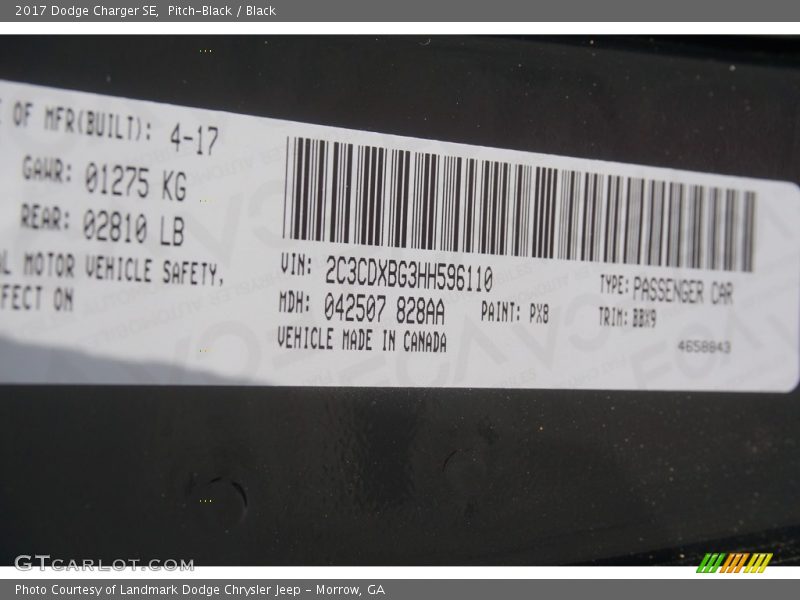 2017 Dodge Charger SE, Pitch-Black / Black
OF MFR(BUILT): 4-17
GAWR: 01275 KG
REAR: 02810 LB
MOTOR VEHICLE SAFETY,
ON
VIN: 2C3CDXBG3HH596110
MDH: 042507 828AA
PAINT: PX8
VEHICLE MADE IN CANADA
TYPE: PASSENGER CAR
TRIM: BBX9
4658843
GTCARLOT.COM
Photo Courtesy of Landmark Dodge Chrysler Jeep - Morrow, GA